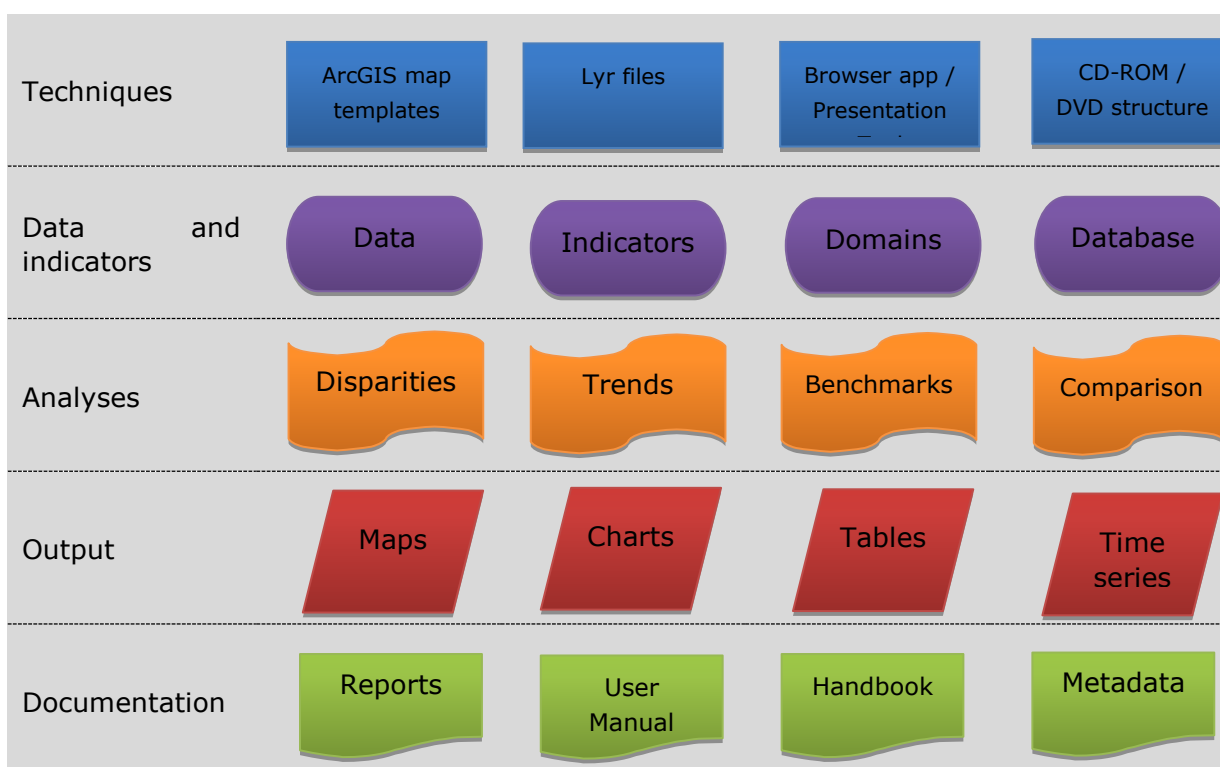 Techniques
ArcGIS map
templates
Lyr files
Browser app /
Presentation
CD-ROM /
DVD structure
Data and
indicators
Data
Indicators
Domains
Database
Analyses
Disparities
Trends
Benchmarks
Comparison
Output
Maps
Charts
Tables
Time
series
Documentation
Reports
User
Manual
Handbook
Metadata